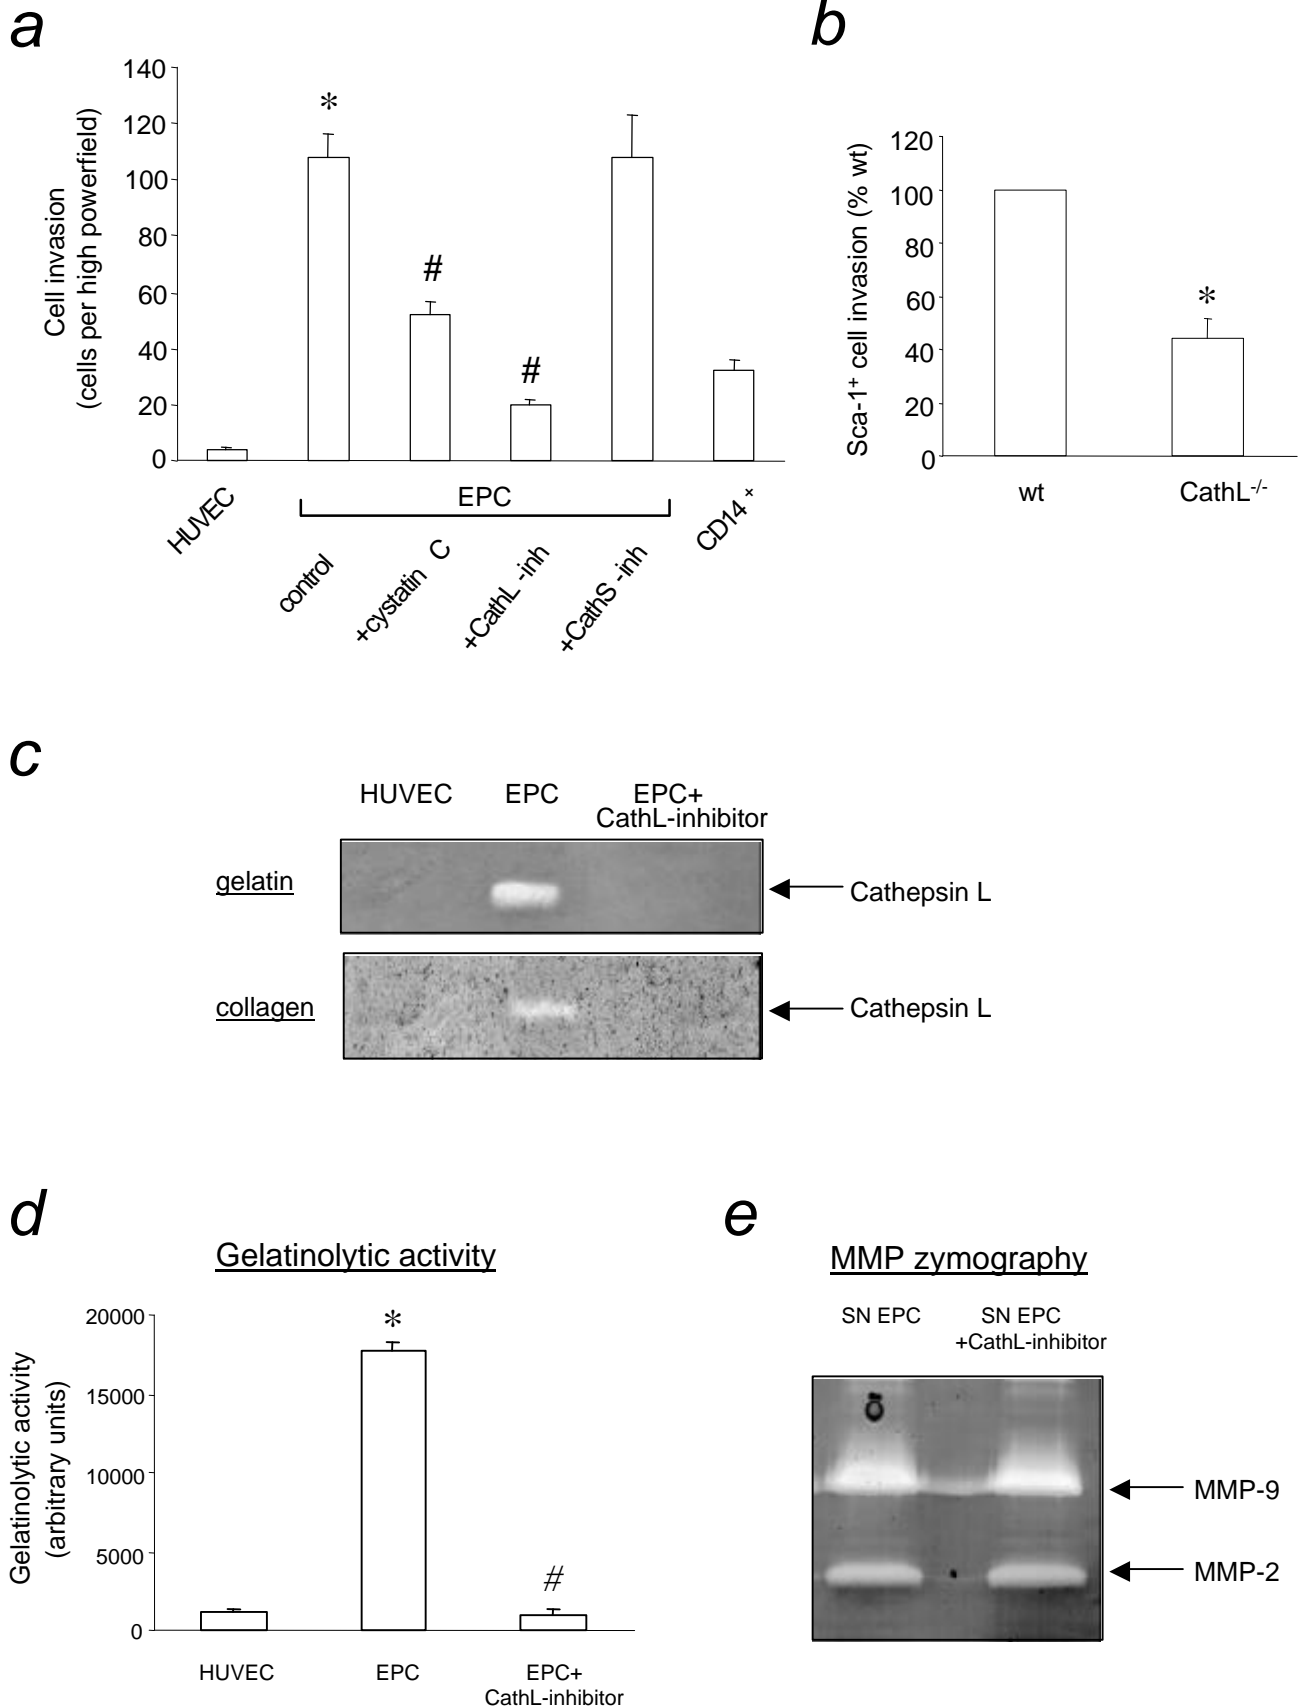 a
140
120
100
80
60
40
20
0
Cell invasion
(cells per high powerfield)
*
#
#
HUVEC
EPC
control
+cystatin C
+CathL -inh
+CathS -inh
CD14 +
b
120
100
80
60
40
20
0
Sca-1+ cell invasion (% wt)
*
wt
CathL-/-
c
HUVEC
EPC
EPC+
CathL-inhibitor
gelatin
Cathepsin L
collagen
Cathepsin L
d
Gelatinolytic activity
20000
15000
10000
5000
0
Gelatinolytic activity
(arbitrary units)
*
#
HUVEC
EPC
EPC+
CathL-inhibitor
e
MMP zymography
SN EPC
SN EPC
+CathL-inhibitor
MMP-9
MMP-2